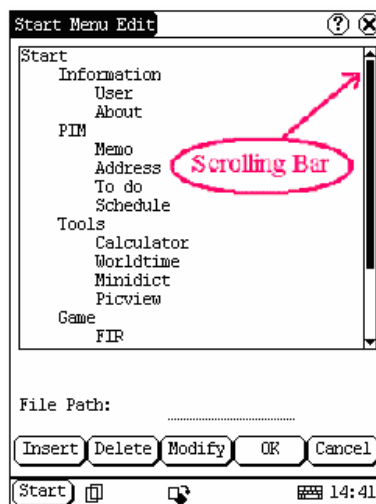 Start Menu Edit ?
Start
Information
User
About
PIM
Memo
Address
To do
Schedule
Scrolling Bar
Tools
Calculator
Worldtime
Minidict
Picview
Game
FIR
File Path:
Insert Delete Modify OK Cancel
Start 14:41